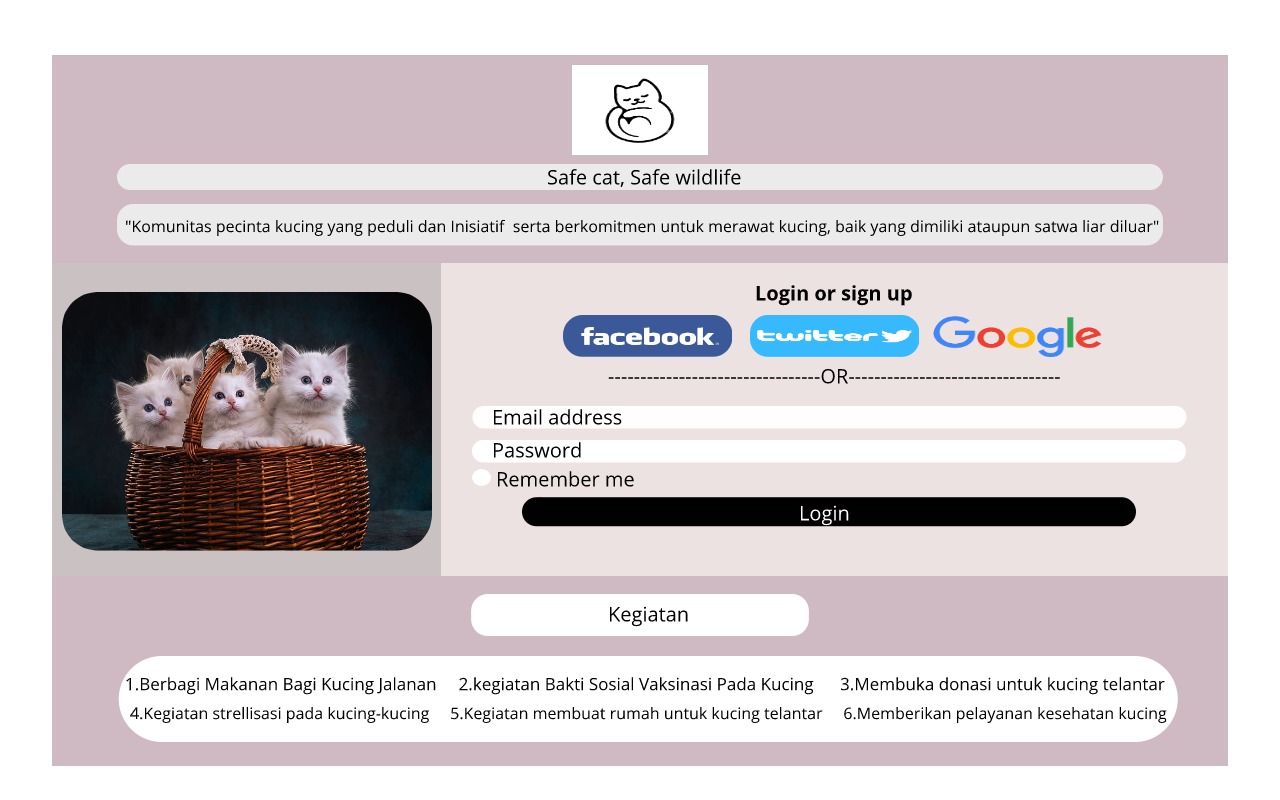 Safe cat, Safe wildlife
"Komunitas pecinta kucing yang peduli dan Inisiatif  serta berkomitmen untuk merawat kucing, baik yang dimiliki ataupun satwa liar diluar"
Login or sign up
facebook. twitter Google
---------------------------------OR---------------------------------
Email address
Password
Remember me
Login
Kegiatan
1.Berbagi Makanan Bagi Kucing Jalanan 2.kegiatan Bakti Sosial Vaksinasi Pada Kucing 3.Membuka donasi untuk kucing telantar
4.Kegiatan strellisasi pada kucing-kucing 5.Kegiatan membuat rumah untuk kucing telantar 6.Memberikan pelayanan kesehatan kucing